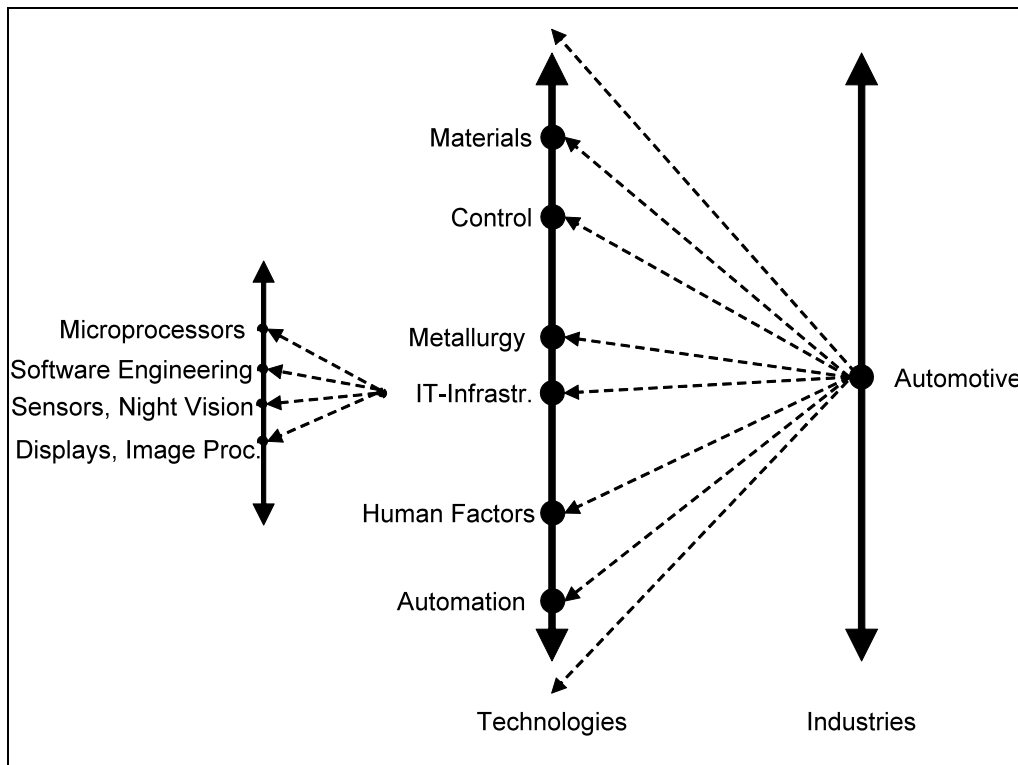 Materials
Control
Microprocessors
Software Engineering
Sensors, Night Vision
Displays, Image Proc.
Metallurgy
IT-Infrastr.
Human Factors
Automation
Automotive
Technologies
Industries